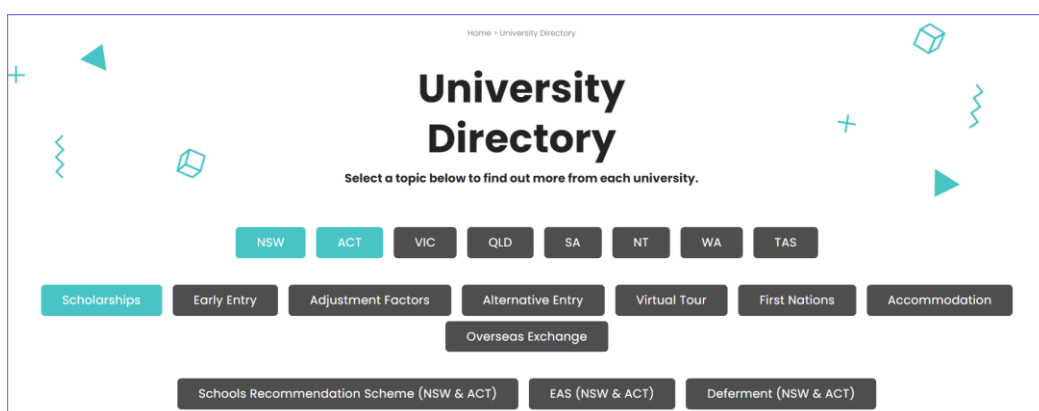 Home > University Directory
University
Directory
Select a topic below to find out more from each university.
NSW ACT VIC QLD SA NT WA TAS
Scholarships Early Entry Adjustment Factors Alternative Entry Virtual Tour First Nations Accommodation
Overseas Exchange
Schools Recommendation Scheme (NSW & ACT) EAS (NSW & ACT) Deferment (NSW & ACT)